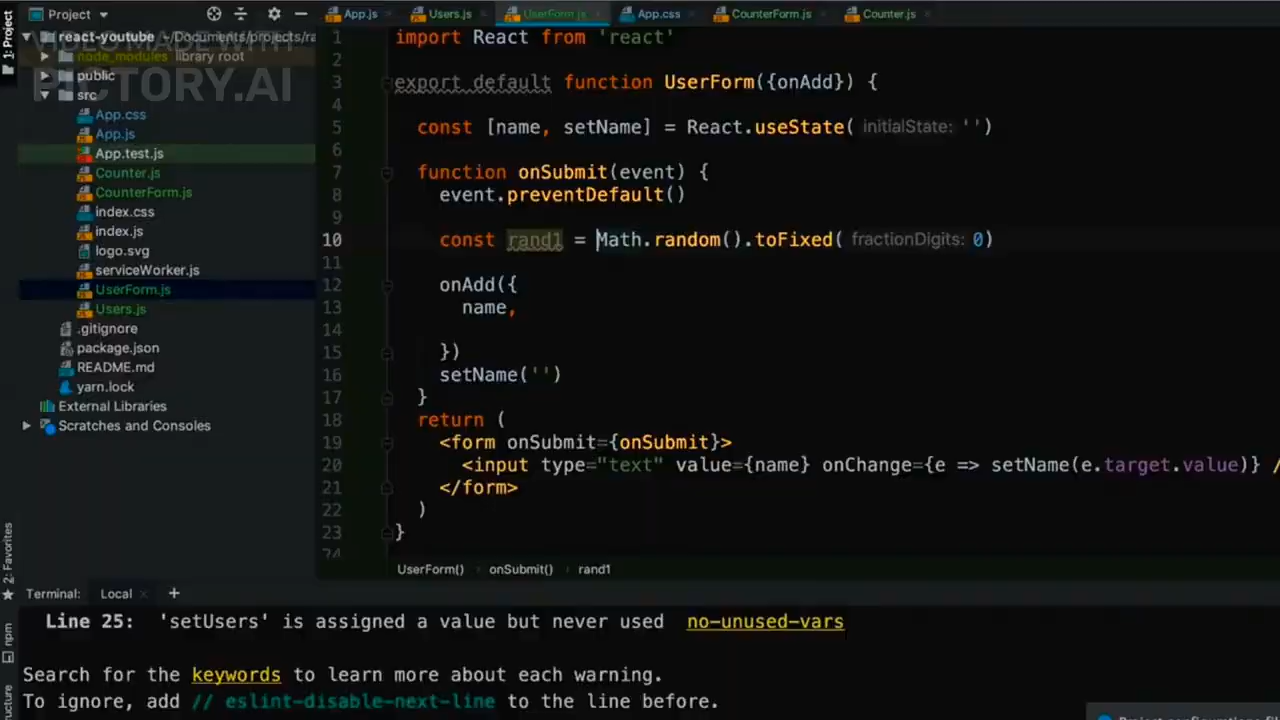 Project
App.js
Users.js
UserForm.js
App.css
CounterForm.js
Counter.js
1: Project
react-youtube ~/Documents/projects/ra
VIDEO MADE WITH
PICTORY.AI
node_modules library root
public
src
App.css
App.js
App.test.js
Counter.js
CounterForm.js
index.css
index.js
logo.svg
serviceWorker.js
UserForm.js
Users.js
.gitignore
package.json
README.md
yarn.lock
External Libraries
Scratches and Consoles
1 import React from 'react'
2
3 export default function UserForm({onAdd}) {
4
5 const [name, setName] = React.useState( initialState: '')
6
7 function onSubmit(event) {
8 event.preventDefault()
9
10 const rand1 = Math.random().toFixed( fractionDigits: 0)
11
12 onAdd({
13 name,
14
15 })
16 setName('')
17 }
18 return (
19 <form onSubmit={onSubmit}>
20 <input type="text" value={name} onChange={e => setName(e.target.value)} /
21 </form>
22 )
23 }
24
UserForm() onSubmit() rand1
2: Favorites
npm
Terminal: Local +
Line 25: 'setUsers' is assigned a value but never used no-unused-vars
Search for the keywords to learn more about each warning.
To ignore, add // eslint-disable-next-line to the line before.